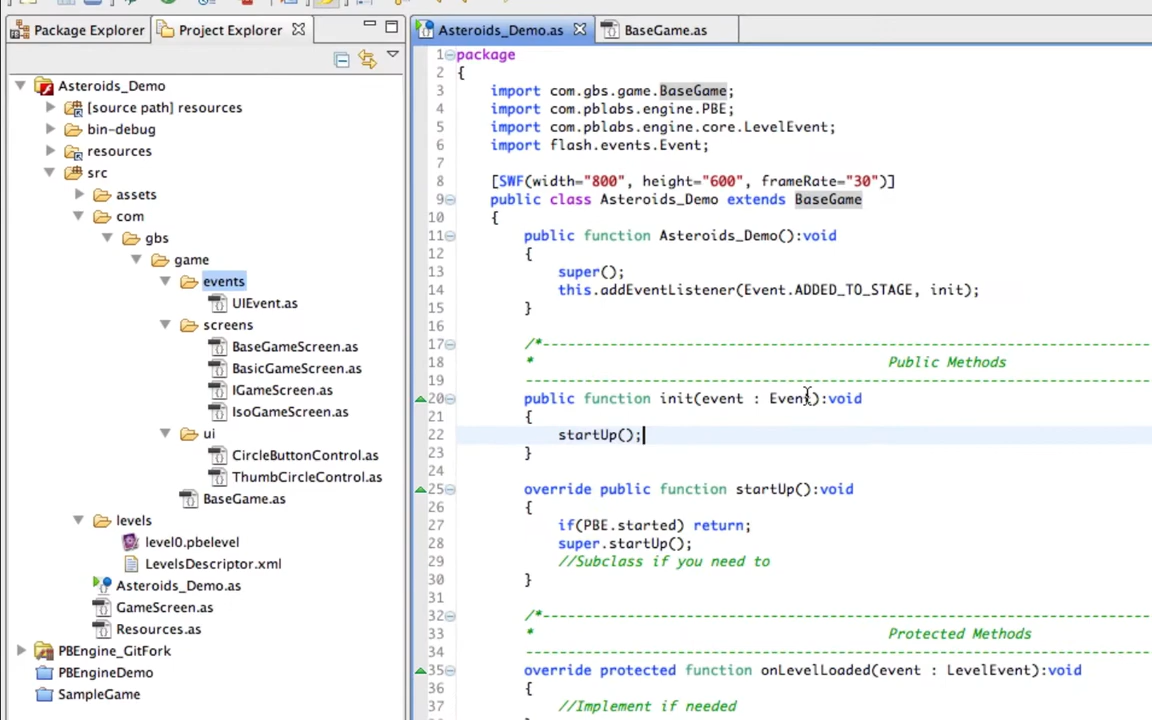 Package Explorer
Project Explorer
Asteroids_Demo
[source path] resources
bin-debug
resources
src
assets
com
gbs
game
events
UIEvent.as
screens
BaseGameScreen.as
BasicGameScreen.as
IGameScreen.as
IsoGameScreen.as
ui
CircleButtonControl.as
ThumbCircleControl.as
BaseGame.as
levels
level0.pbelevel
LevelsDescriptor.xml
Asteroids_Demo.as
GameScreen.as
Resources.as
PBEngine_GitFork
PBEngineDemo
SampleGame
Asteroids_Demo.as
BaseGame.as
1 package
2 {
3 import com.gbs.game.BaseGame;
4 import com.pblabs.engine.PBE;
5 import com.pblabs.engine.core.LevelEvent;
6 import flash.events.Event;
7
8 [SWF(width="800", height="600", frameRate="30")]
9 public class Asteroids_Demo extends BaseGame
10 {
11 public function Asteroids_Demo():void
12 {
13 super();
14 this.addEventListener(Event.ADDED_TO_STAGE, init);
15 }
16
17 /*------------------------------------------------------------------
18 * Public Methods
19 ------------------------------------------------------------------
20 public function init(event : Event):void
21 {
22 startUp();
23 }
24
25 override public function startUp():void
26 {
27 if(PBE.started) return;
28 super.startUp();
29 //Subclass if you need to
30 }
31
32 /*------------------------------------------------------------------
33 * Protected Methods
34 ------------------------------------------------------------------
35 override protected function onLevelLoaded(event : LevelEvent):void
36 {
37 //Implement if needed